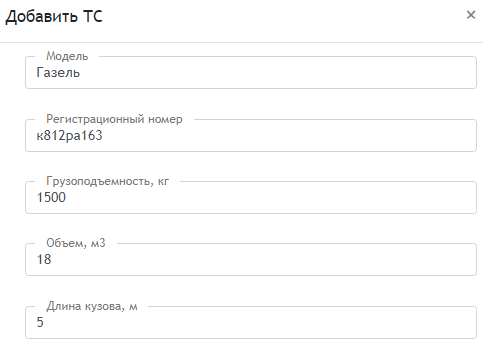 Добавить ТС
Модель
Газель
Регистрационный номер
к812ра163
Грузоподъемность, кг
1500
Объем, м3
18
Длина кузова, м
5